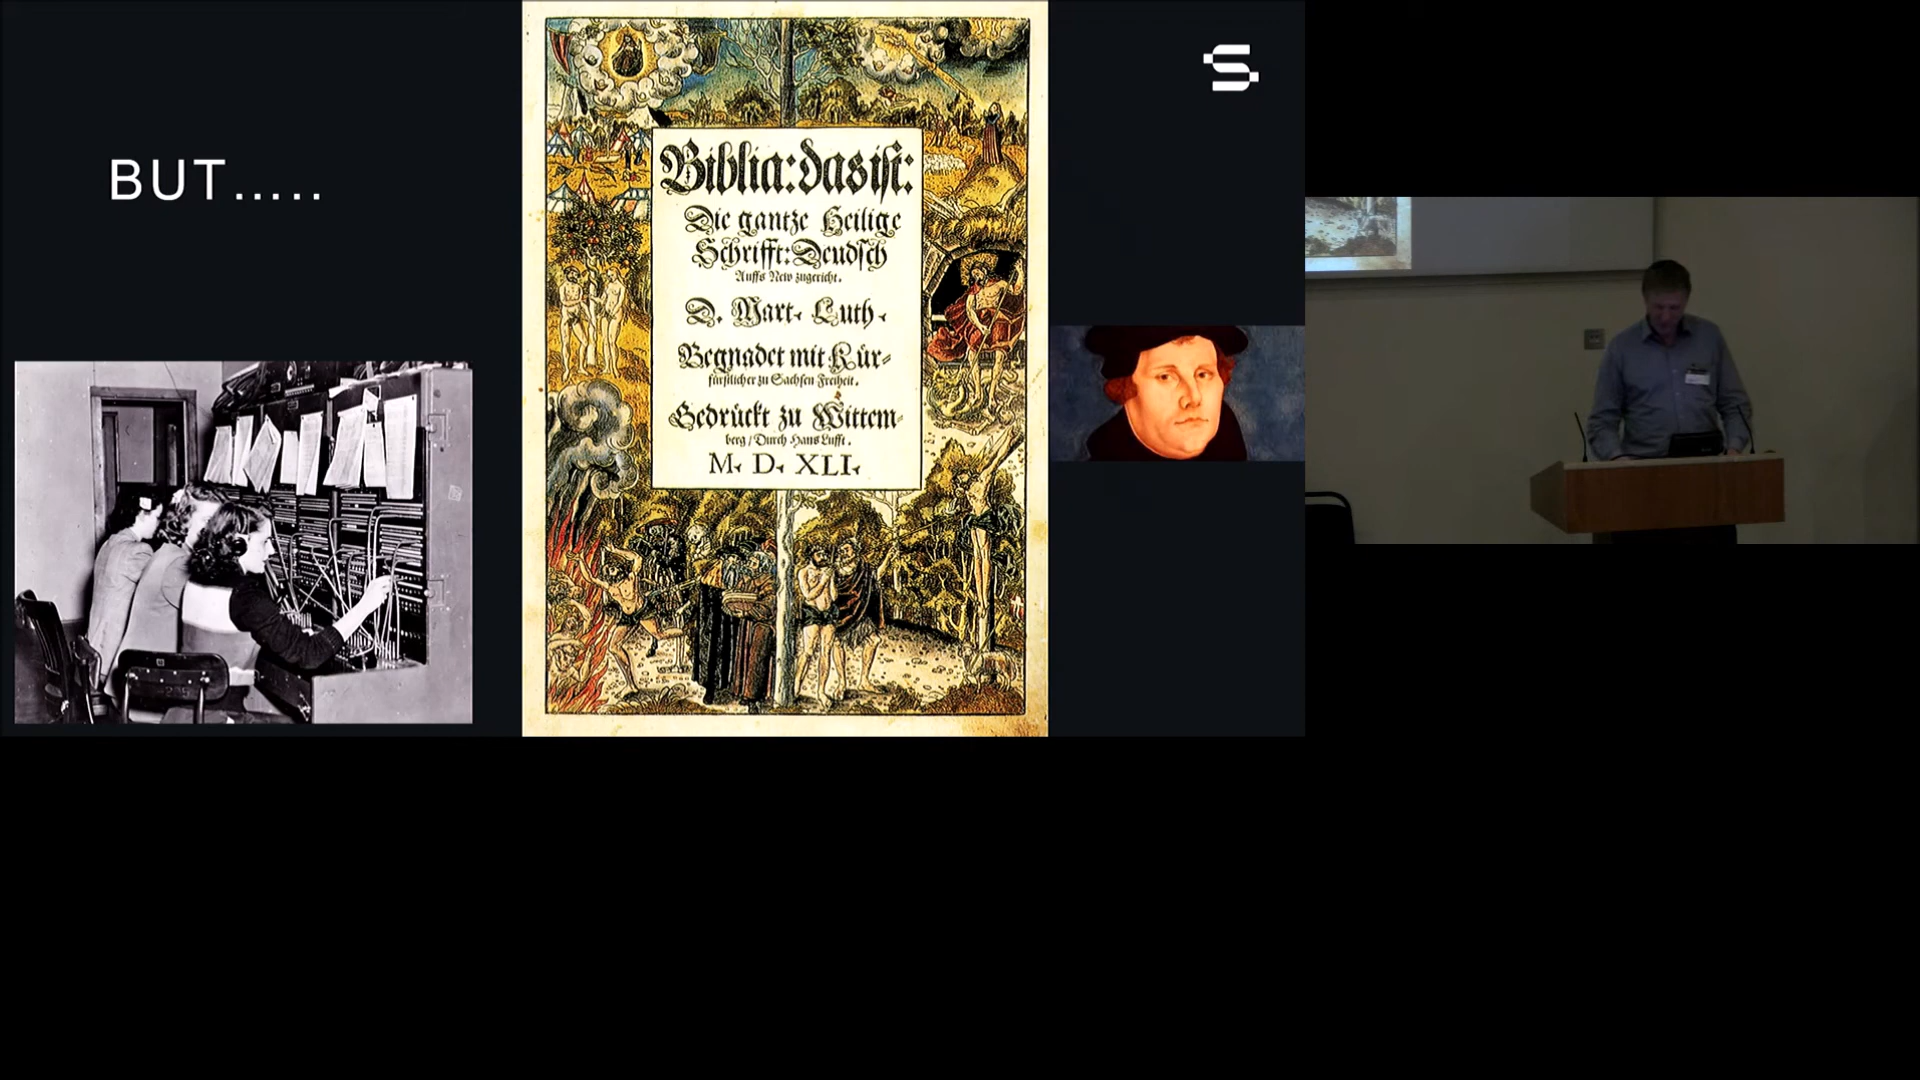 BUT.....
Biblia: das ist:
Die gantze Heilige
Schrifft: Deudsch
Auffs New zugericht.
D. Mart. Luth.
Begnadet mit Kür-
fürstlicher zu Sachsen Freiheit.
Gedrückt zu Wittem-
berg / Durch Hans Lufft.
M. D. XLI.